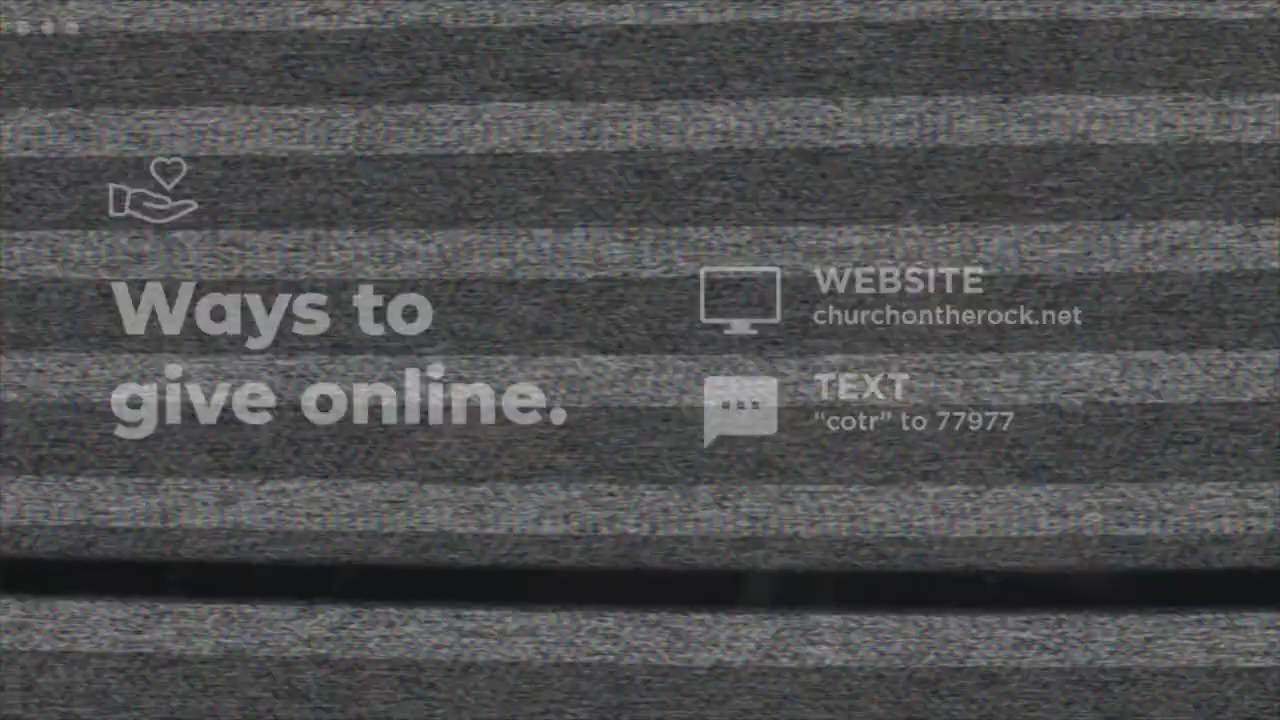 Ways to
give online.
WEBSITE
churchontherock.net
TEXT
“cotr” to 77977